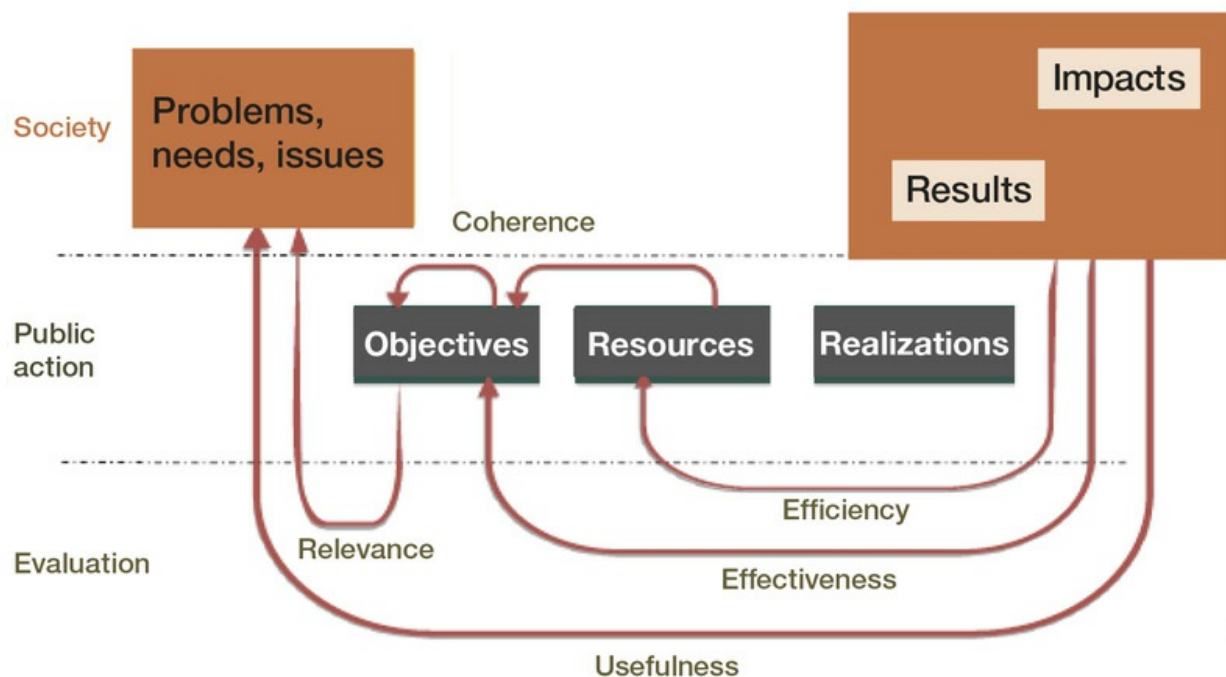 Impacts
Problems,
needs, issues
Society
Results
Coherence
Public
action
Objectives
Resources
Realizations
Efficiency
Relevance
Evaluation
Effectiveness
Usefulness